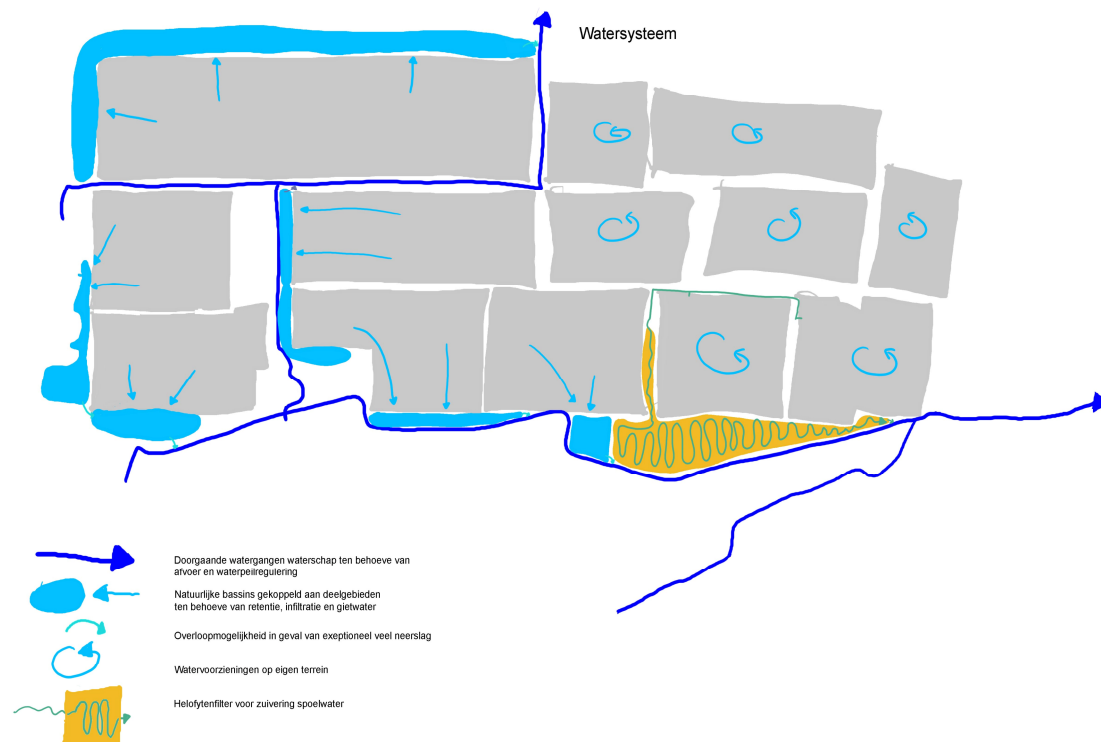 Watersysteem
Doorgaande watergangen waterschap ten behoeve van
afvoer en waterpeilregulering
Natuurlijke bassins gekoppeld aan deelgebieden
ten behoeve van retentie, infiltratie en gietwater
Overloopmogelijkheid in geval van exeptioneel veel neerslag
Watervoorzieningen op eigen terrein
Helofytenfilter voor zuivering spoelwater